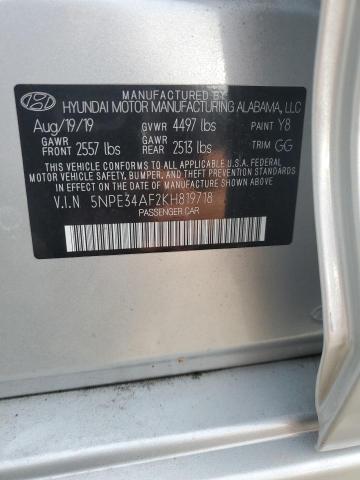 MANUFACTURED BY
HYUNDAI MOTOR MANUFACTURING ALABAMA, LLC
Aug/19/19 GVWR 4497 lbs PAINT Y8
GAWR FRONT 2557 lbs GAWR REAR 2513 lbs TRIM GG
THIS VEHICLE CONFORMS TO ALL APPLICABLE U.S.A. FEDERAL
MOTOR VEHICLE SAFETY, BUMPER, AND THEFT PREVENTION
STANDARDS IN EFFECT ON THE DATE OF MANUFACTURE SHOWN ABOVE.
V.I.N 5NPE34AF2KH819718
PASSENGER CAR